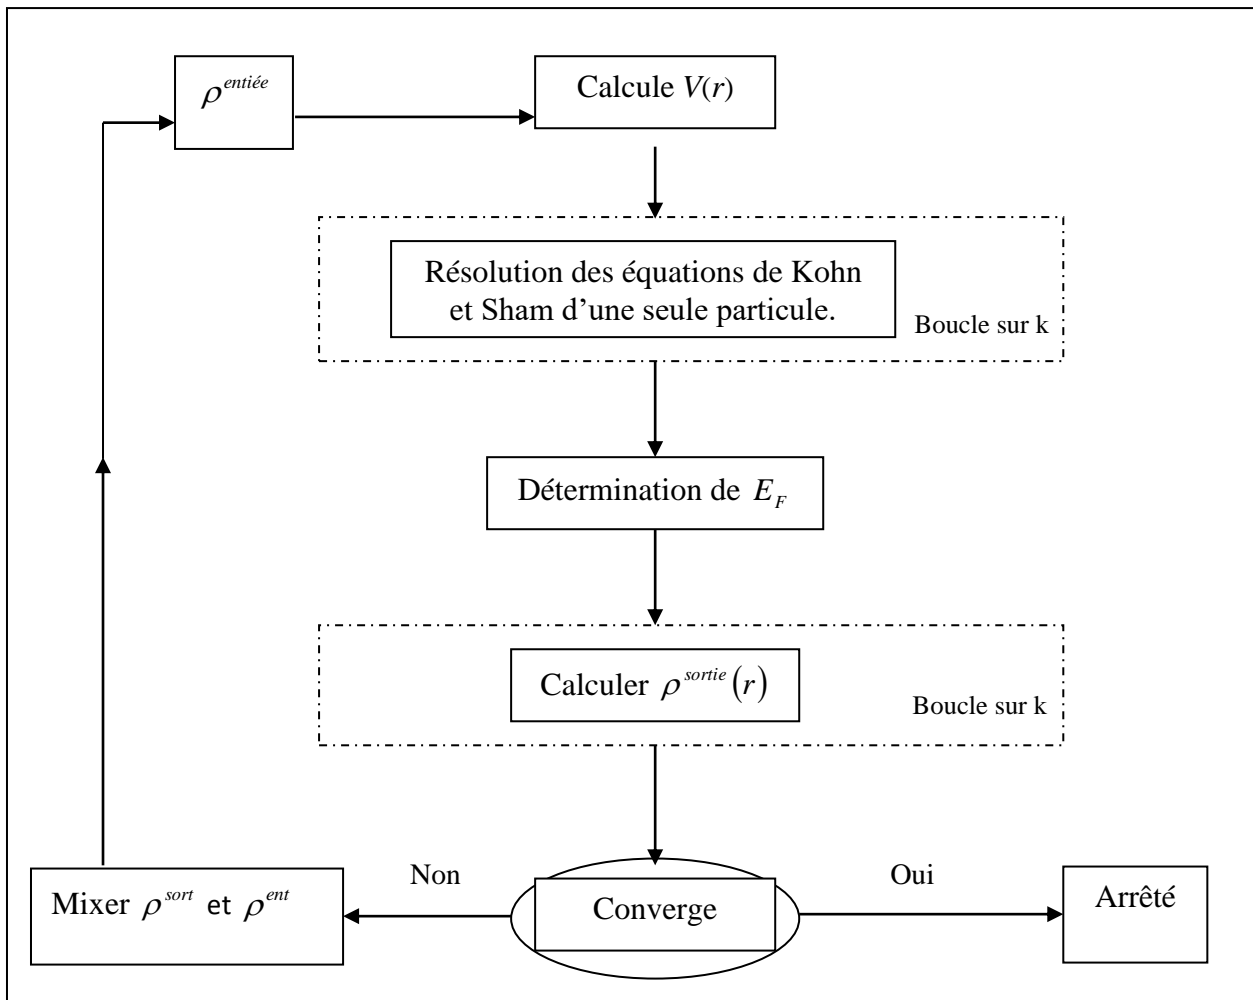 ρ^{entiée}
Calcule V(r)
Résolution des équations de Kohn
et Sham d’une seule particule.
Boucle sur k
Détermination de E_F
Calculer ρ^{sortie}(r)
Boucle sur k
Non
Oui
Mixer ρ^{sort} et ρ^{ent}
Converge
Arrêté